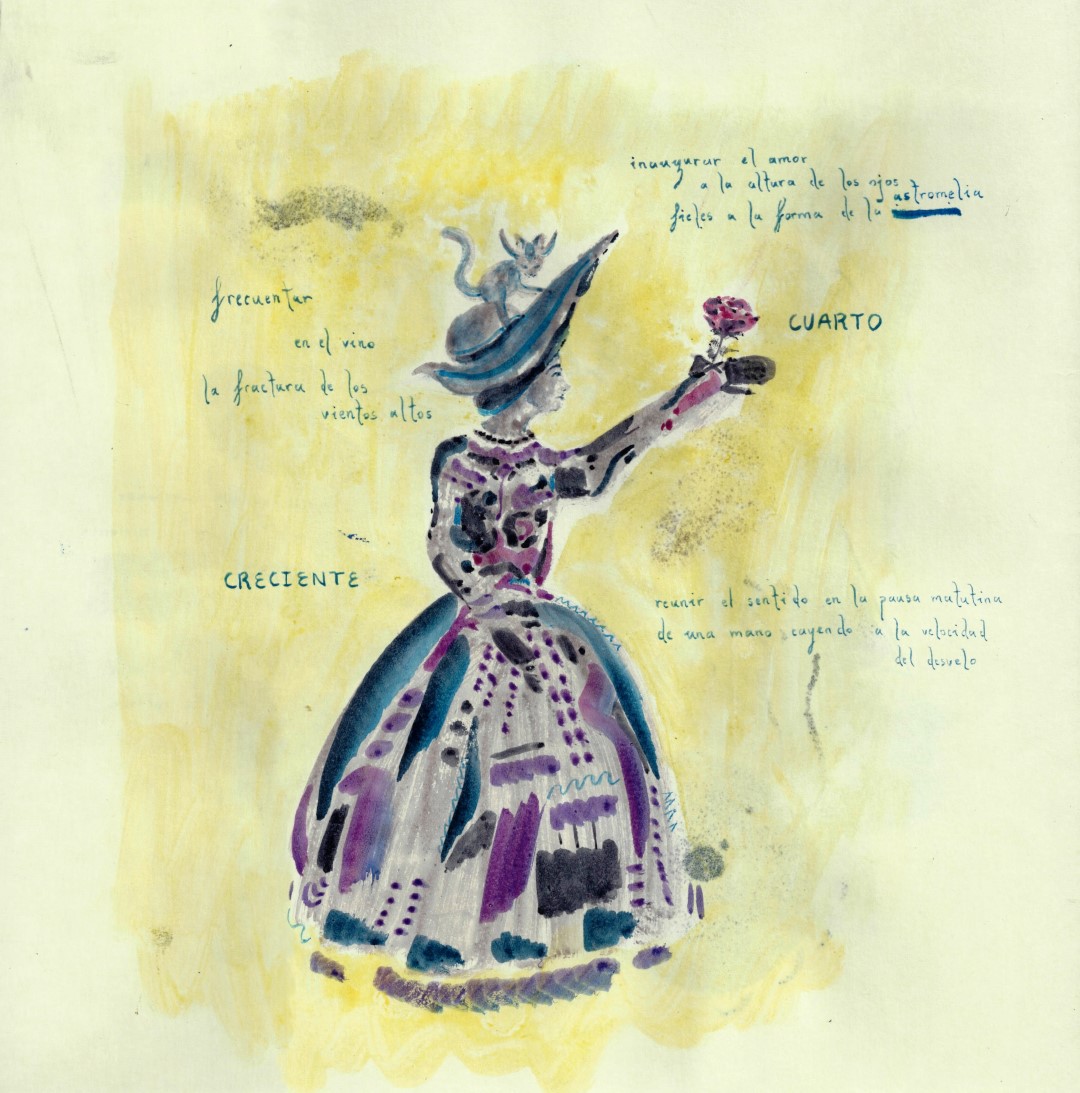 inaugurar el amor
a la altura de los ojos
fieles a la forma de la astromelia
frecuentar
en el vino
la fractura de los
vientos altos
CUARTO
CRECIENTE
reunir el sentido en la pausa matutina
de una mano cayendo a la velocidad
del desvelo